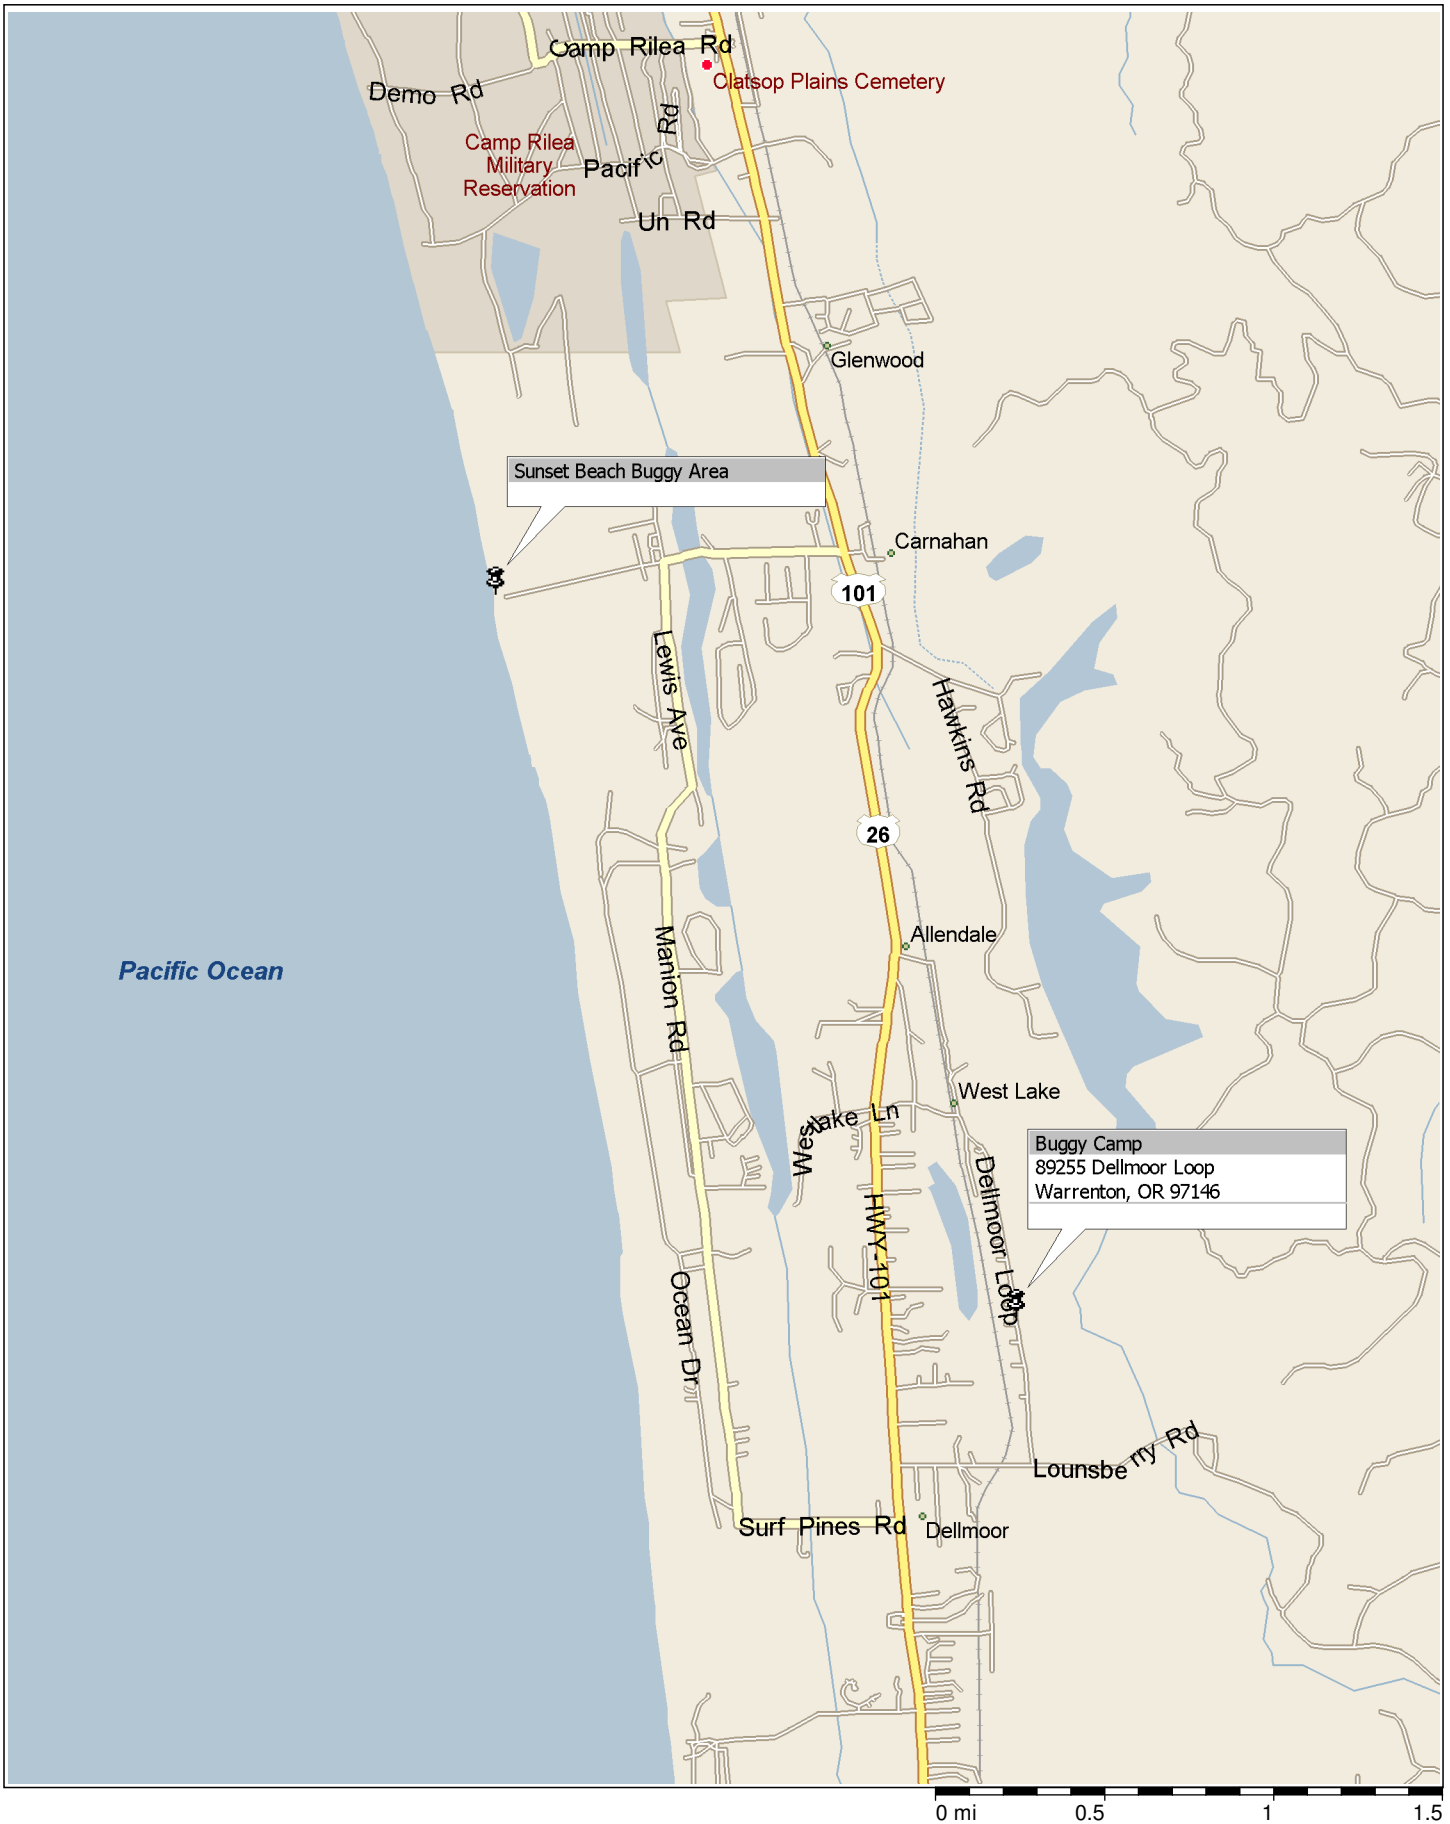 Camp Rilea Rd
Clatsop Plains Cemetery
Demo Rd
Rd
Camp Rilea
Military
Reservation
Pacific
Un Rd
Glenwood
Sunset Beach Buggy Area
Carnahan
101
Lewis Ave
Hawkins Rd
26
Allendale
Manion Rd
Pacific Ocean
West Lake
Westlake Ln
Buggy Camp
89255 Dellmoor Loop
Warrenton, OR 97146
Dellmoor Loop
HWY-101
Ocean Dr
Lounsberry Rd
Surf Pines Rd
Dellmoor
0 mi 0.5 1 1.5